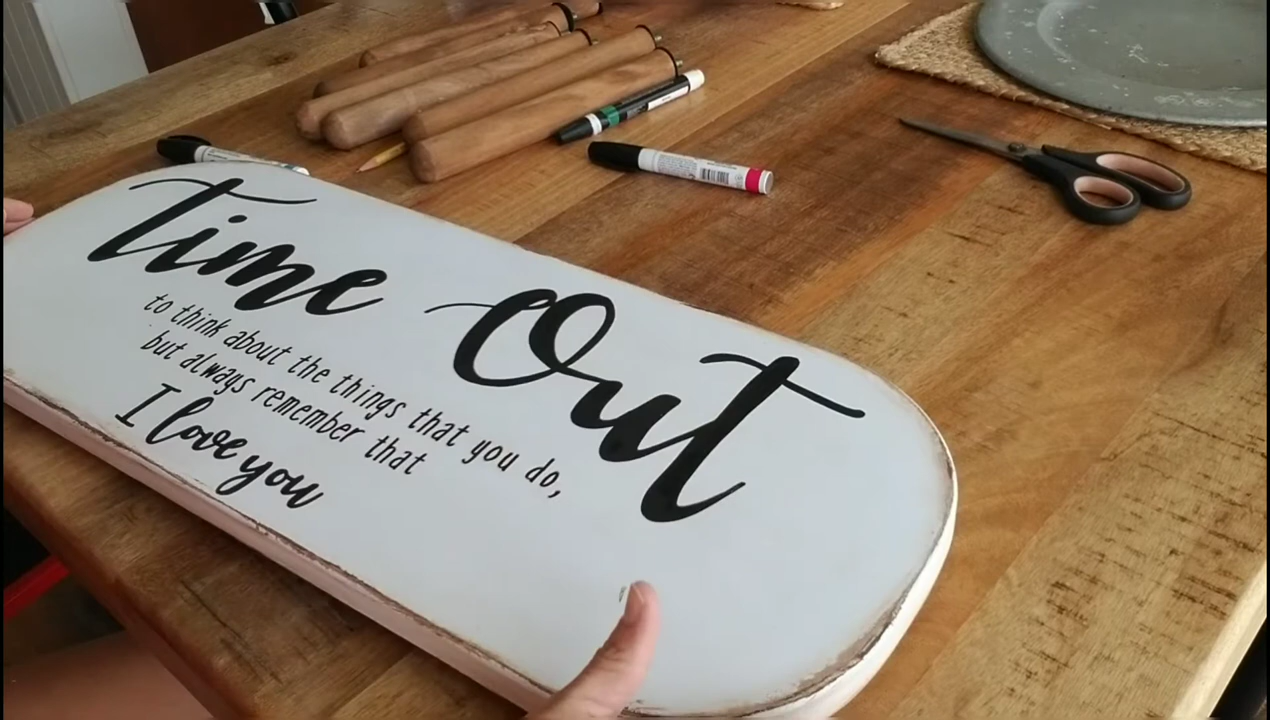 time Out
to think about the things that you do,
but always remember that
I love you